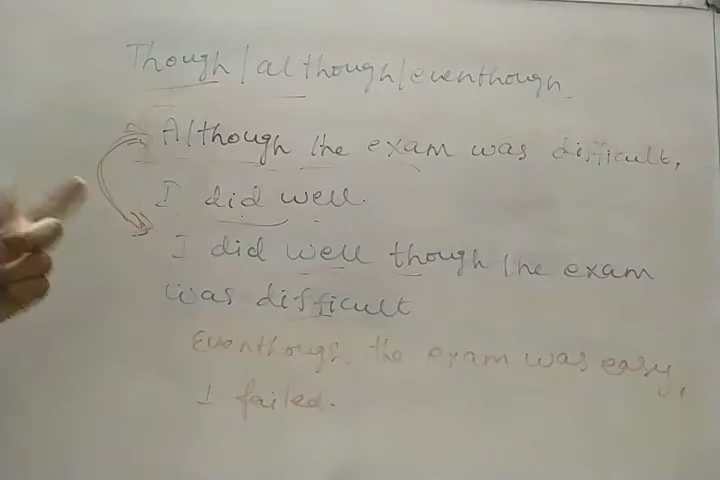 Though/although/eventhough
Although the exam was difficult,
I did well.
I did well though the exam
was difficult
Eventhough, the exam was easy,
I failed.